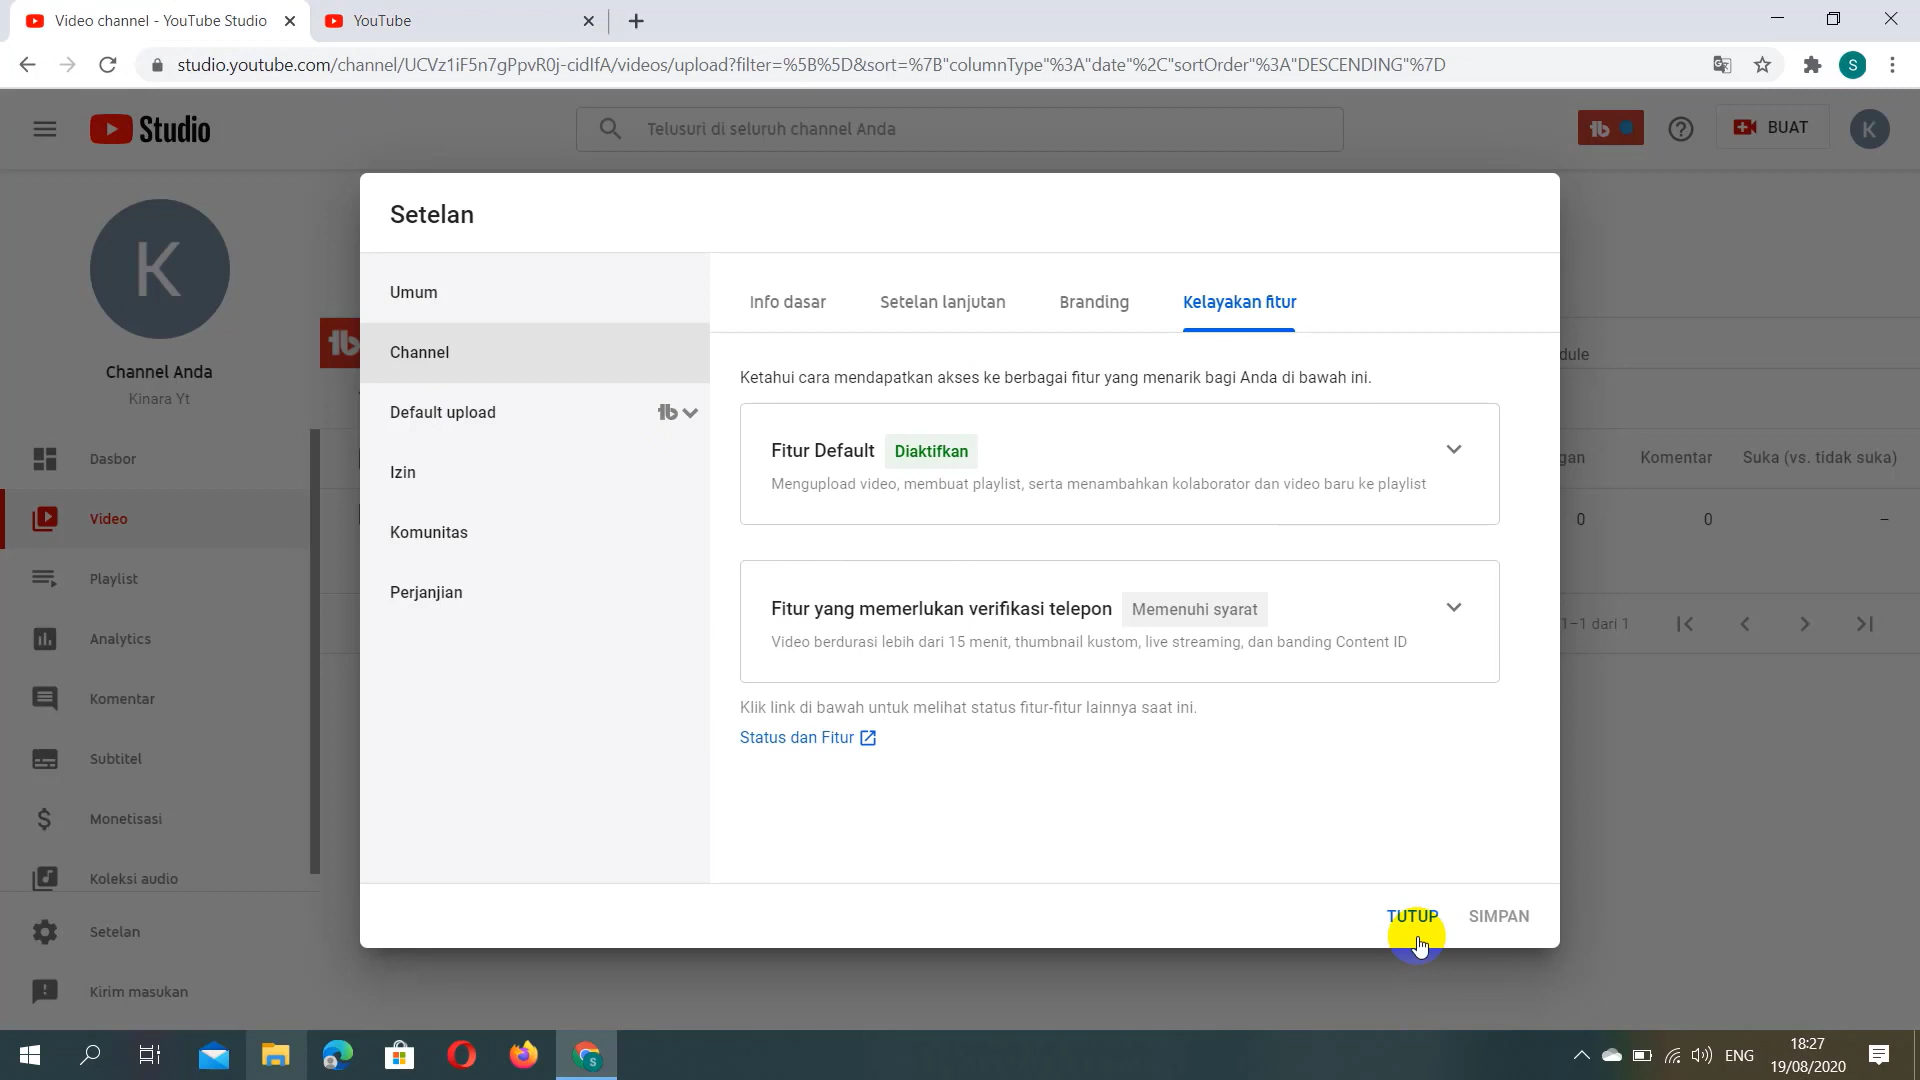 Video channel - YouTube Studio
YouTube
studio.youtube.com/channel/UCVz1iF5n7gPpvR0j-cidIfA/videos/upload?filter=%5B%5D&sort=%7B"columnType"%3A"date"%2C"sortOrder"%3A"DESCENDING"%7D
S
Studio
Telusuri di seluruh channel Anda
tb
BUAT
K
K
Channel Anda
Kinara Yt
Dasbor
Video
Playlist
Analytics
Komentar
Subtitel
Monetisasi
Koleksi audio
Setelan
Kirim masukan
tb
Setelan
Umum
Channel
Default upload
tb
Izin
Komunitas
Perjanjian
Info dasar
Setelan lanjutan
Branding
Kelayakan fitur
Ketahui cara mendapatkan akses ke berbagai fitur yang menarik bagi Anda di bawah ini.
Fitur Default Diaktifkan
Mengupload video, membuat playlist, serta menambahkan kolaborator dan video baru ke playlist
Fitur yang memerlukan verifikasi telepon Memenuhi syarat
Video berdurasi lebih dari 15 menit, thumbnail kustom, live streaming, dan banding Content ID
Klik link di bawah untuk melihat status fitur-fitur lainnya saat ini.
Status dan Fitur
TUTUP
SIMPAN
Komentar
Suka (vs. tidak suka)
0
0
–
1–1 dari 1
ENG
18:27
19/08/2020